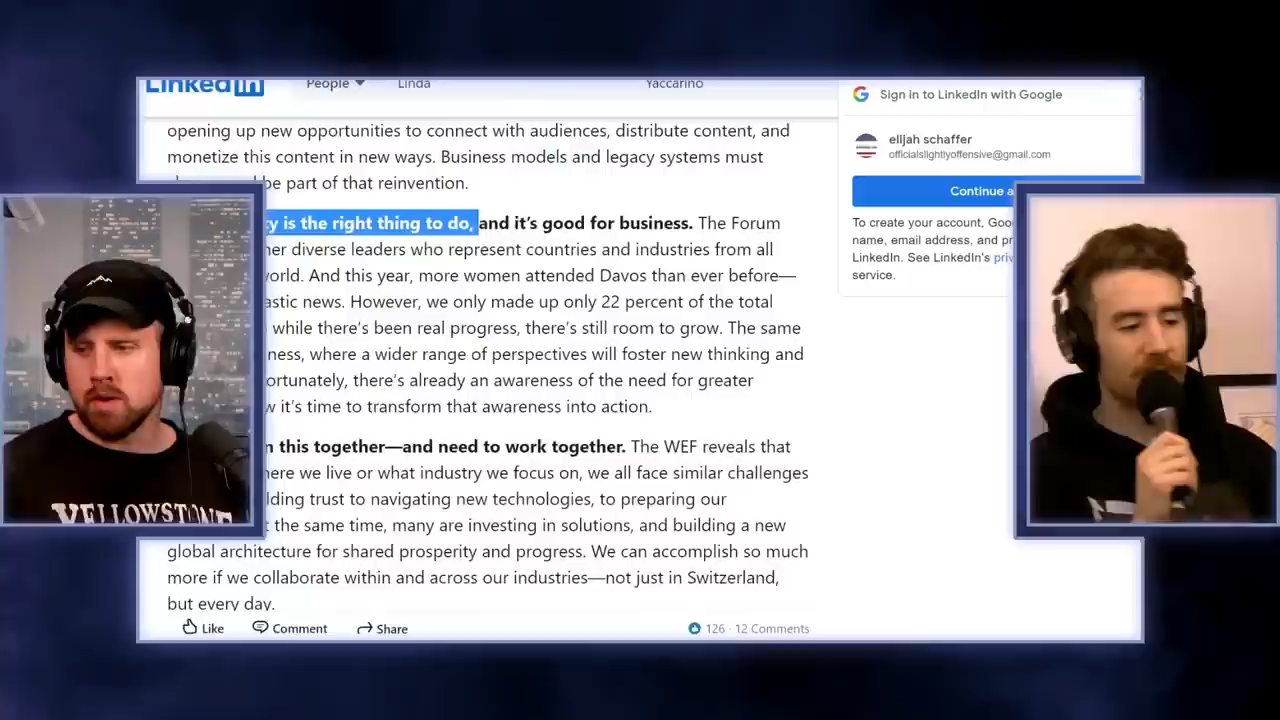 LinkedIn
People
Linda
Yaccarino
Sign in to LinkedIn with Google
elijah schaffer
officialslightlyoffensive@gmail.com
Continue a
To create your account, Goo
name, email address, and pr
LinkedIn. See LinkedIn's priv
service.
opening up new opportunities to connect with audiences, distribute content, and
monetize this content in new ways. Business models and legacy systems must
be part of that reinvention.
is the right thing to do, and it's good for business. The Forum
diverse leaders who represent countries and industries from all
world. And this year, more women attended Davos than ever before—
news. However, we only made up only 22 percent of the total
while there's been real progress, there's still room to grow. The same
ness, where a wider range of perspectives will foster new thinking and
ortunately, there's already an awareness of the need for greater
it's time to transform that awareness into action.
n this together—and need to work together. The WEF reveals that
here we live or what industry we focus on, we all face similar challenges
lding trust to navigating new technologies, to preparing our
the same time, many are investing in solutions, and building a new
global architecture for shared prosperity and progress. We can accomplish so much
more if we collaborate within and across our industries—not just in Switzerland,
but every day.
Like
Comment
Share
126 · 12 Comments
YELLOWSTONE